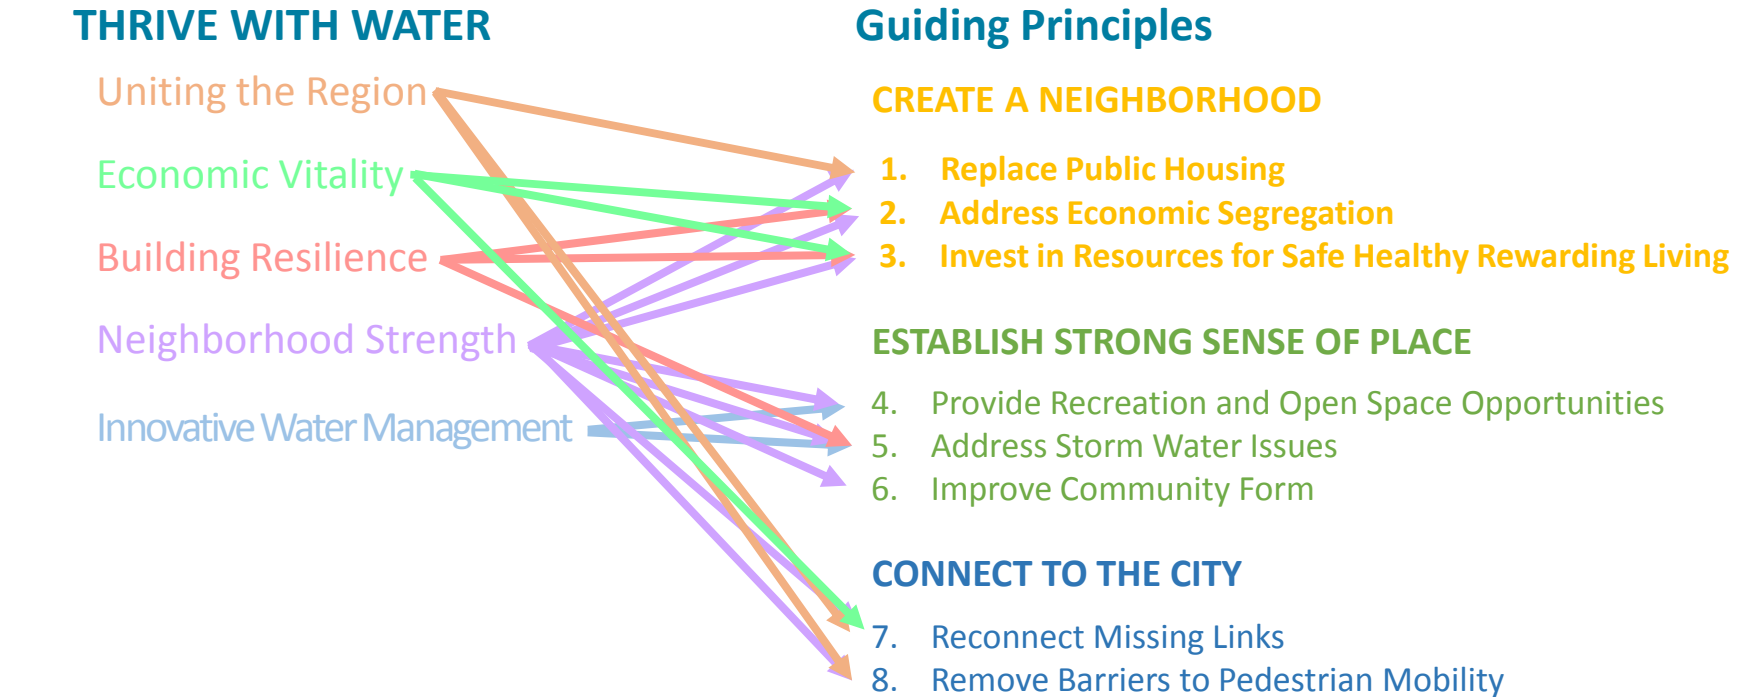 THRIVE WITH WATER
Uniting the Region
Economic Vitality
Building Resilience
Neighborhood Strength
Innovative Water Management
Guiding Principles
CREATE A NEIGHBORHOOD
1. Replace Public Housing
2. Address Economic Segregation
3. Invest in Resources for Safe Healthy Rewarding Living
ESTABLISH STRONG SENSE OF PLACE
4. Provide Recreation and Open Space Opportunities
5. Address Storm Water Issues
6. Improve Community Form
CONNECT TO THE CITY
7. Reconnect Missing Links
8. Remove Barriers to Pedestrian Mobility